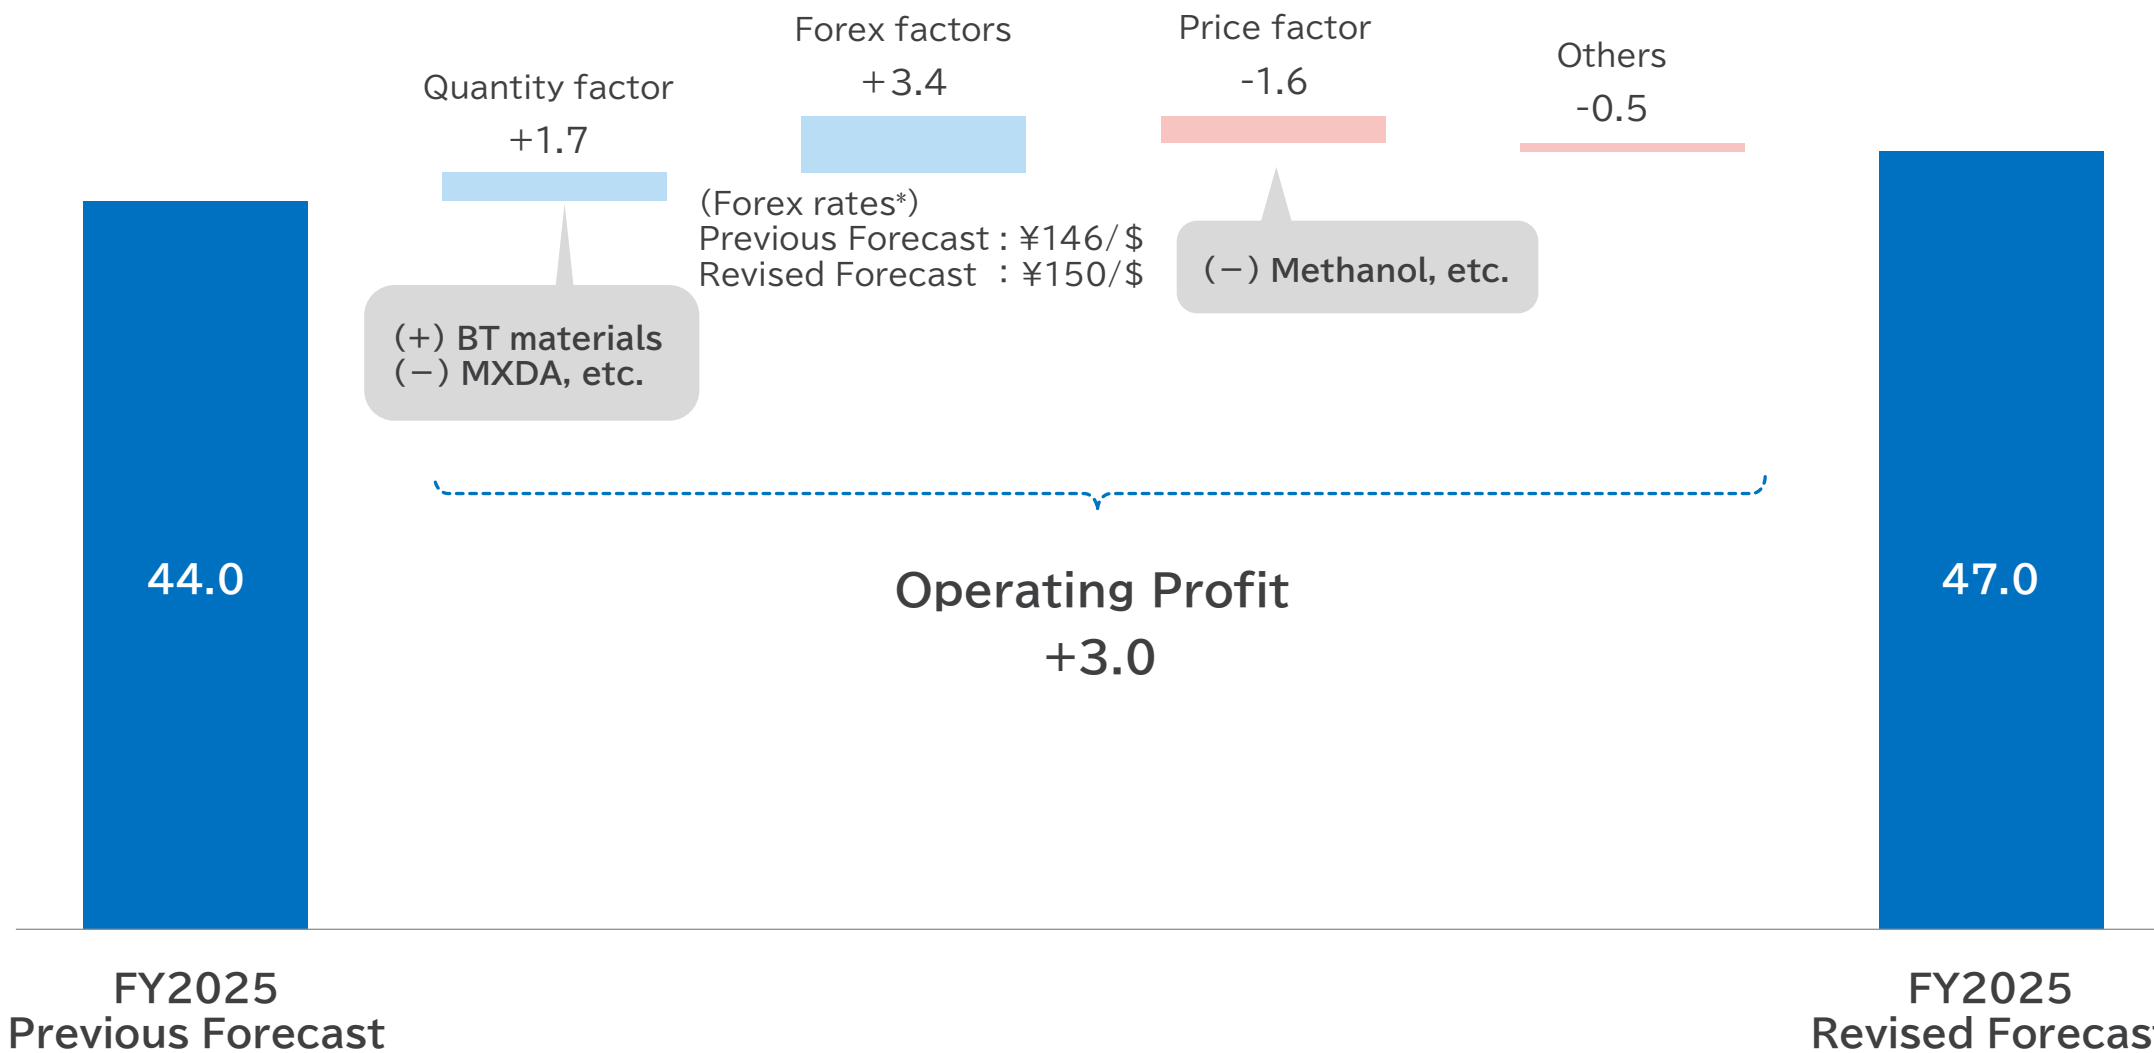 Quantity factor
+1.7
Forex factors
+3.4
Price factor
-1.6
Others
-0.5
(Forex rates*)
Previous Forecast : ¥146/$
Revised Forecast : ¥150/$
(+) BT materials
(−) MXDA, etc.
(−) Methanol, etc.
44.0
Operating Profit
+3.0
47.0
FY2025
Previous Forecast
FY2025
Revised Forecast